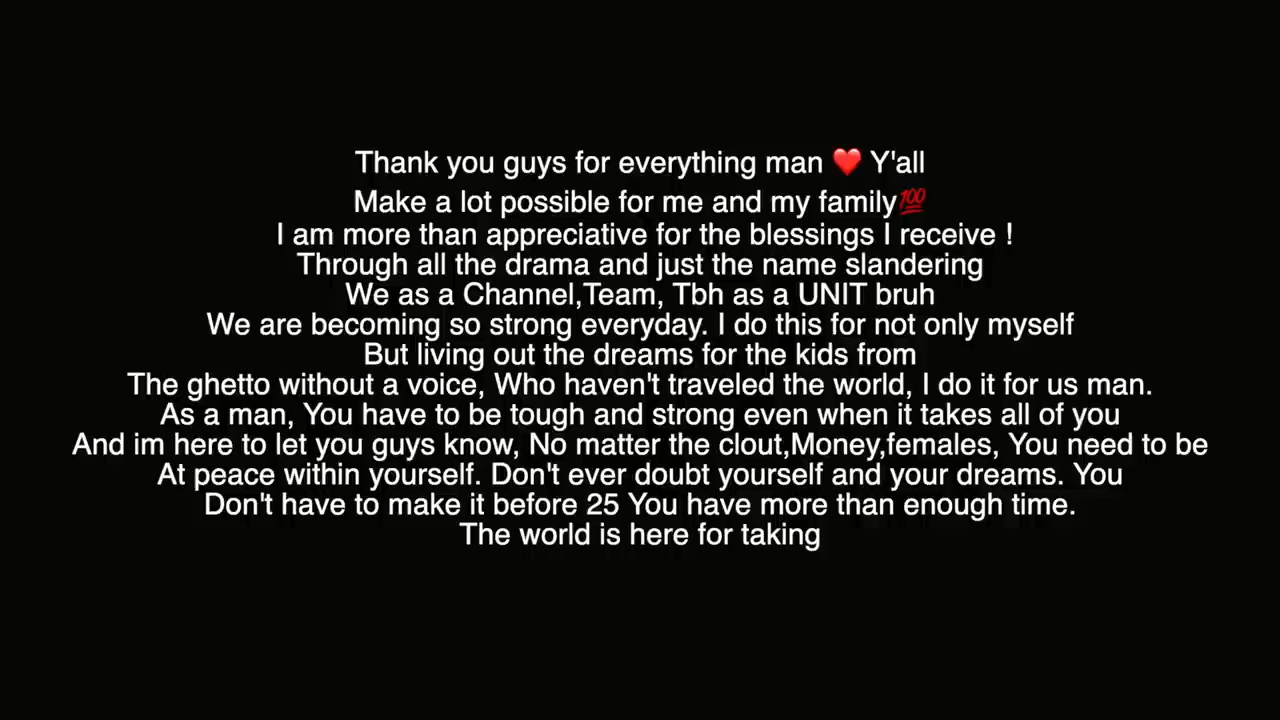 Thank you guys for everything man ❤️ Y'all
Make a lot possible for me and my family💯
I am more than appreciative for the blessings I receive !
Through all the drama and just the name slandering
We as a Channel,Team, Tbh as a UNIT bruh
We are becoming so strong everyday. I do this for not only myself
But living out the dreams for the kids from
The ghetto without a voice, Who haven't traveled the world, I do it for us man.
As a man, You have to be tough and strong even when it takes all of you
And im here to let you guys know, No matter the clout,Money,females, You need to be
At peace within yourself. Don't ever doubt yourself and your dreams. You
Don't have to make it before 25 You have more than enough time.
The world is here for taking